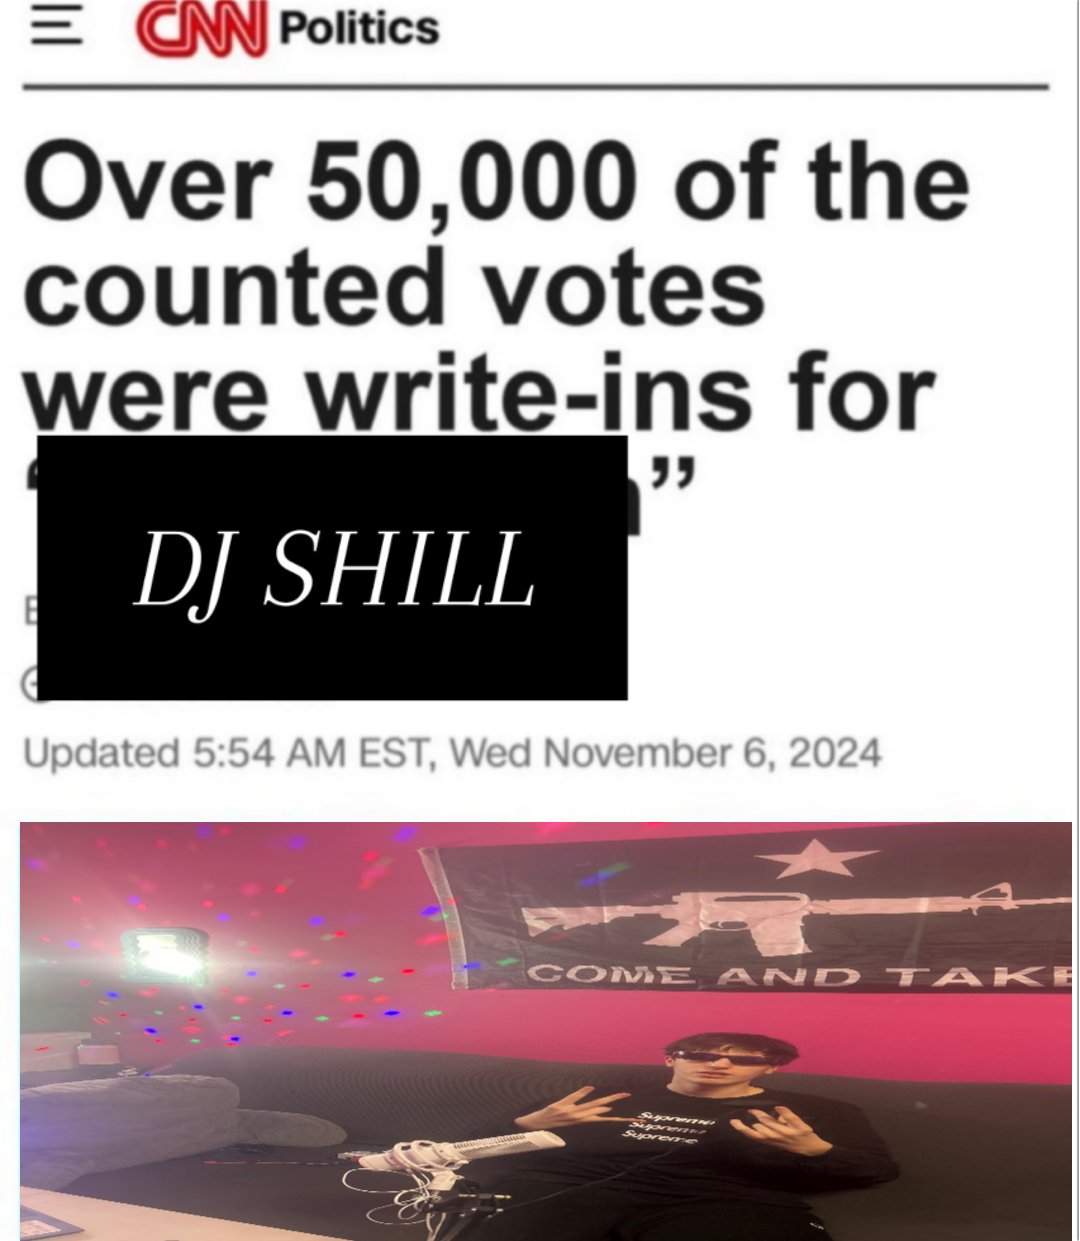 CNN Politics
Over 50,000 of the
counted votes
were write-ins for
”
DJ SHILL
Updated 5:54 AM EST, Wed November 6, 2024
COME AND TAKE
Supreme
Supreme
Supreme